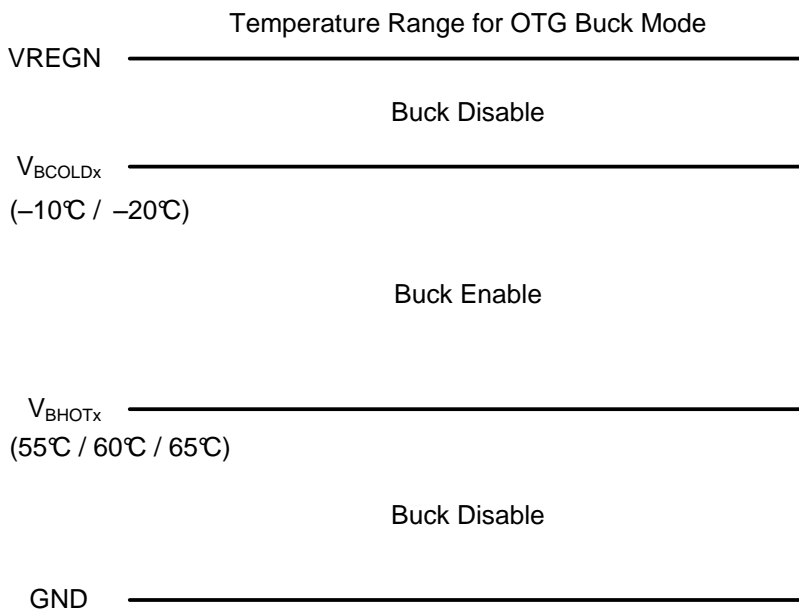 Temperature Range for OTG Buck Mode
VREGN
Buck Disable
VBCOLDx
(–10℃ / –20℃)
Buck Enable
VBHOTx
(55℃ / 60℃ / 65℃)
Buck Disable
GND